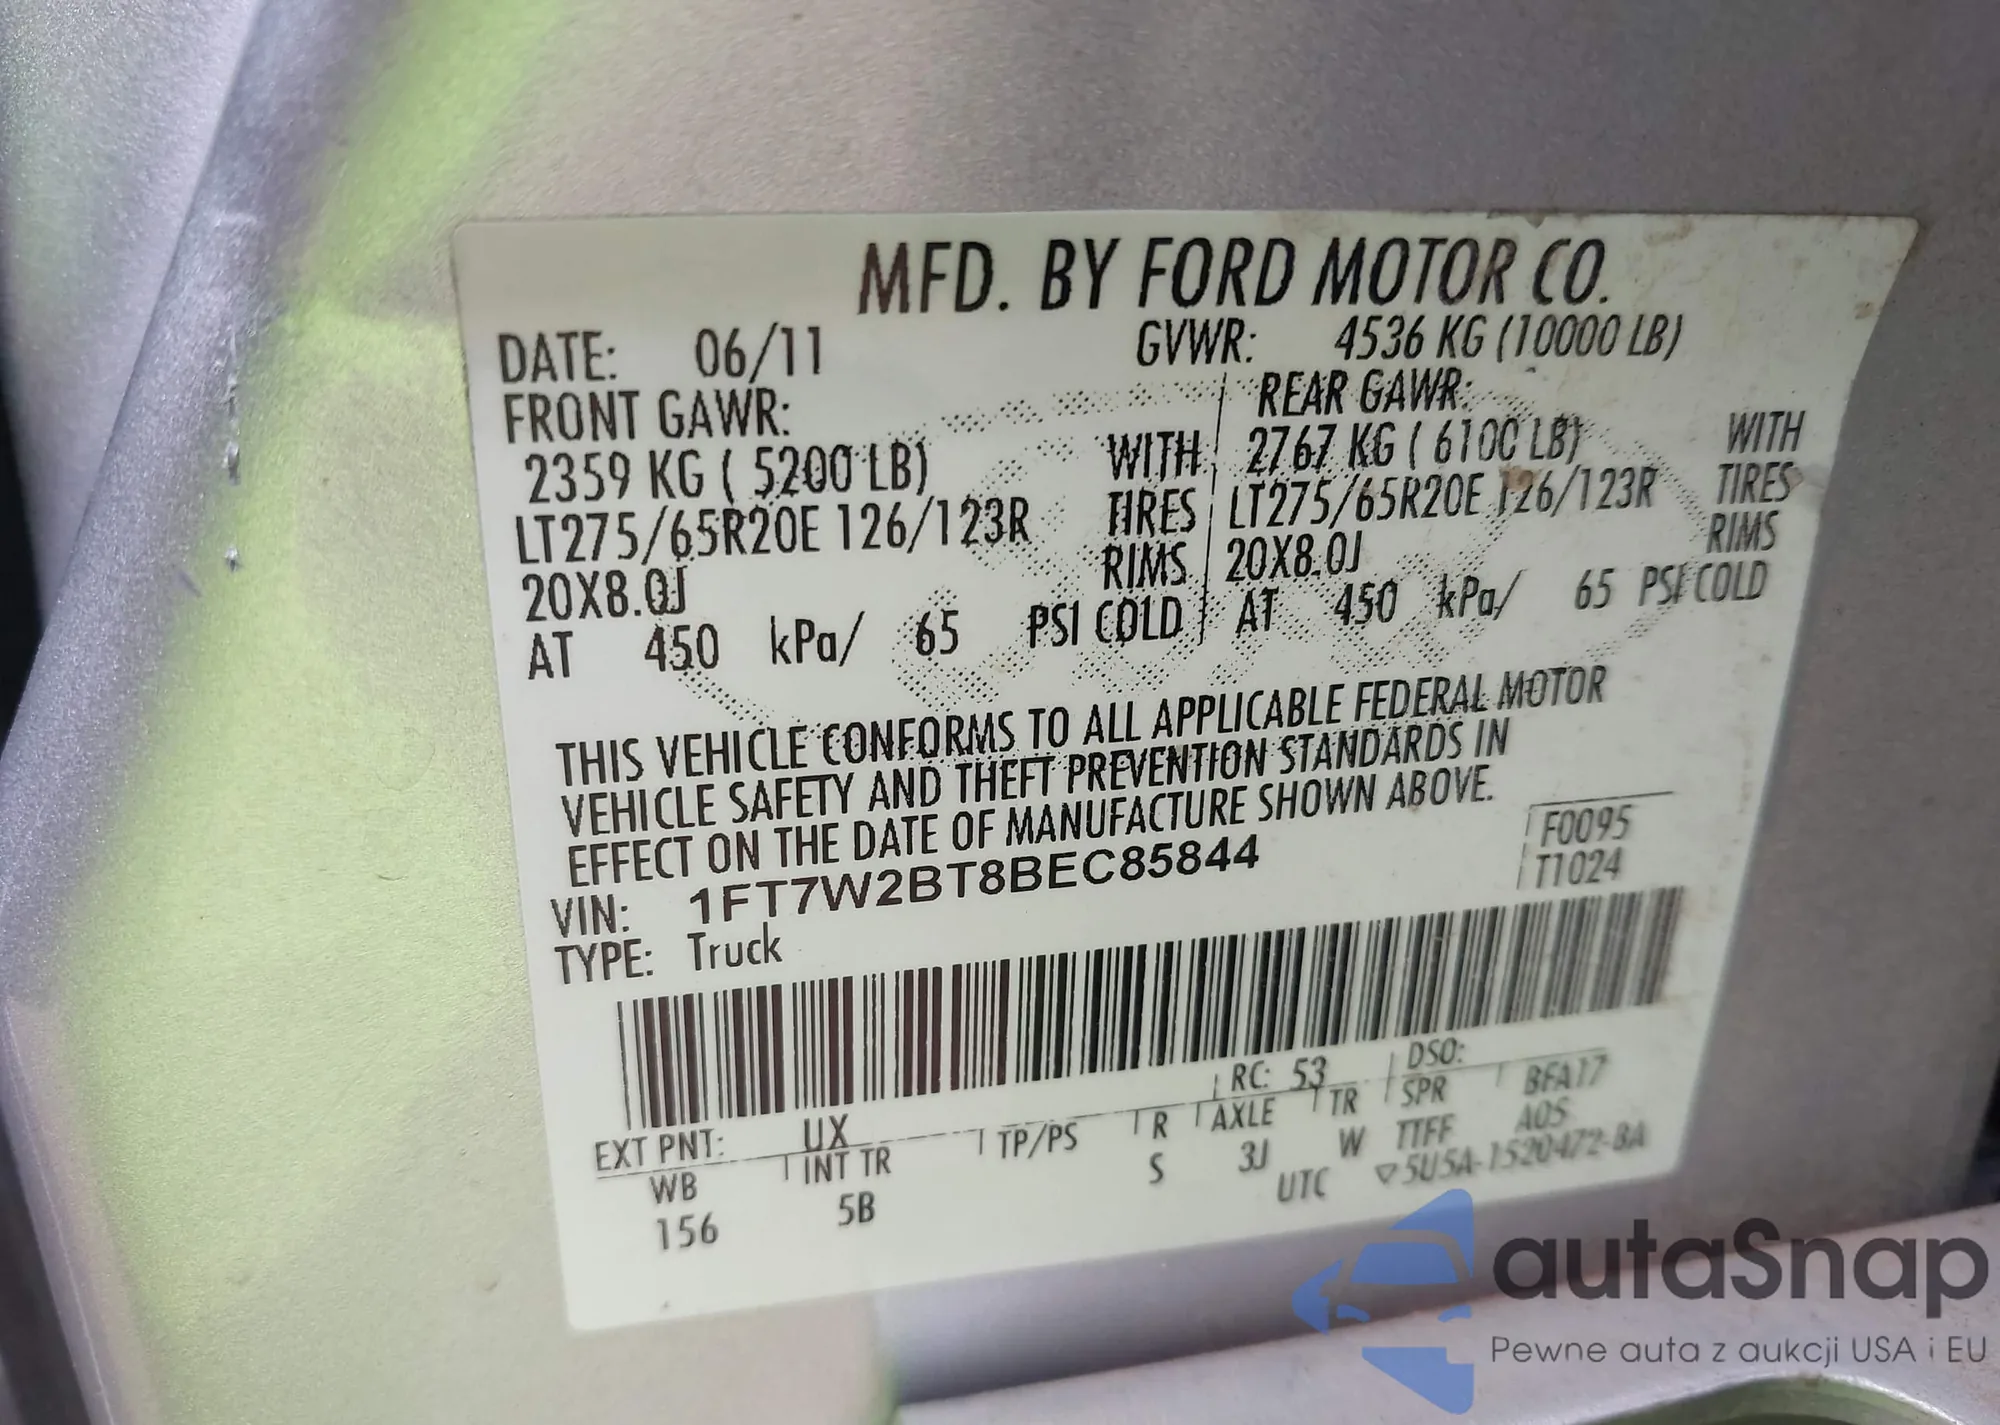 MFD. BY FORD MOTOR CO.
DATE: 06/11 GVWR: 4536 KG (10000 LB)
FRONT GAWR: REAR GAWR:
2359 KG ( 5200 LB) WITH 2767 KG ( 6100 LB) WITH
LT275/65R20E 126/123R TIRES LT275/65R20E 126/123R TIRES
20X8.0J RIMS 20X8.0J RIMS
AT 450 kPa/ 65 PSI COLD AT 450 kPa/ 65 PSI COLD
THIS VEHICLE CONFORMS TO ALL APPLICABLE FEDERAL MOTOR
VEHICLE SAFETY AND THEFT PREVENTION STANDARDS IN
EFFECT ON THE DATE OF MANUFACTURE SHOWN ABOVE.
F0095
VIN: 1FT7W2BT8BEC85844 T1024
TYPE: Truck
RC: 53 DSO:
EXT PNT: UX
WB INT TR TP/PS R AXLE TR SPR BFA17
156 5B S 3J W TTFF A0S
UTC ▽5U5A-1520472-BA
autaSnap
Pewne auta z aukcji USA i EU